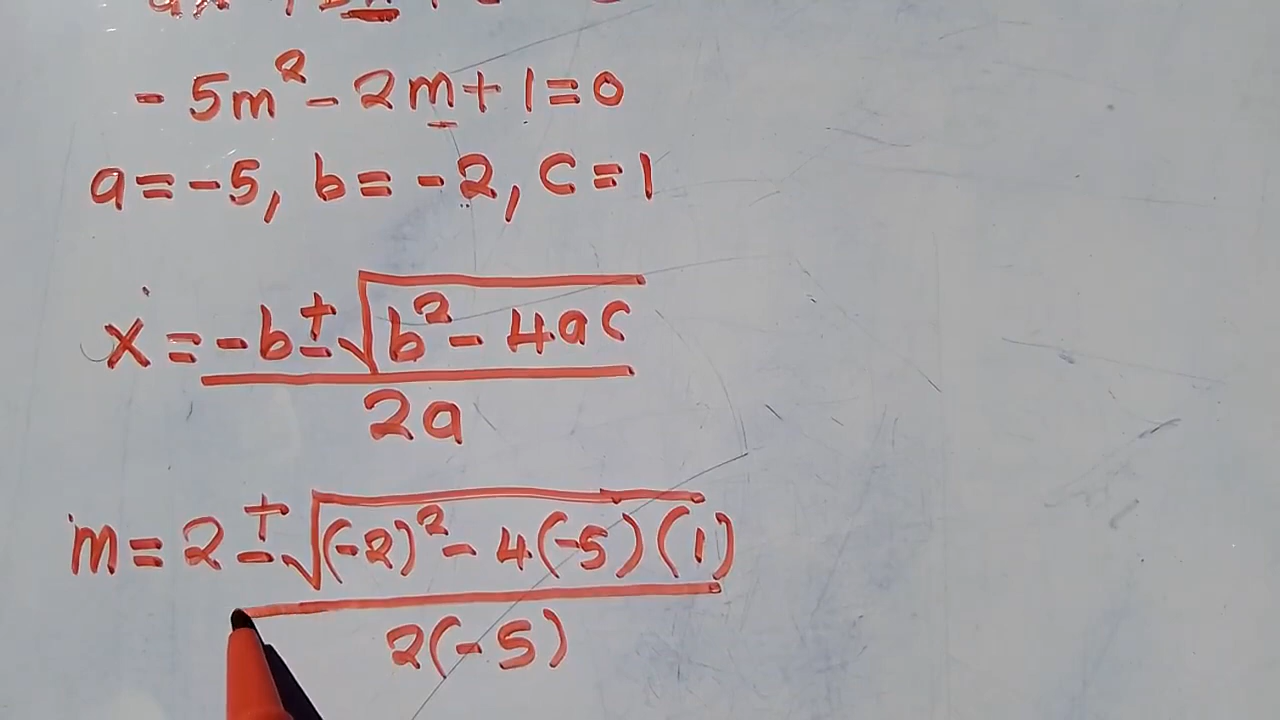 - 5m² - 2m + 1 = 0
a = -5, b = -2, c = 1
x = -b ± √(b² - 4ac)
2a
m = 2 ± √((-2)² - 4(-5)(1))
2(-5)